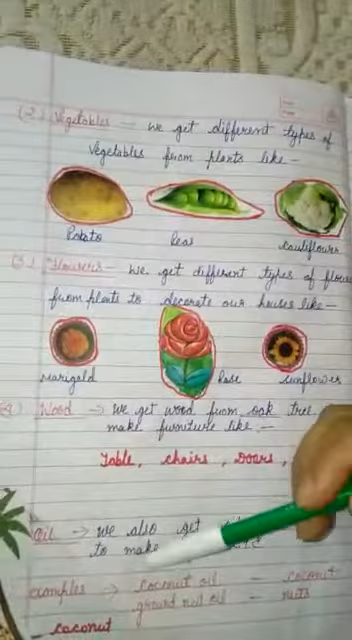 (2) Vegetables — we get different types of
vegetables from plants like —
Potato Peas Cauliflower
(3) Flowers — we get different types of flow
from plants to decorate our houses like —
Marigold Rose Sunflower
(4) Wood → we get wood from oak tree.
make furniture like —
Table, chairs, Doors,
Oil → we also get
to make
examples → coconut oil — coconut
ground nut oil — nuts
— coconut